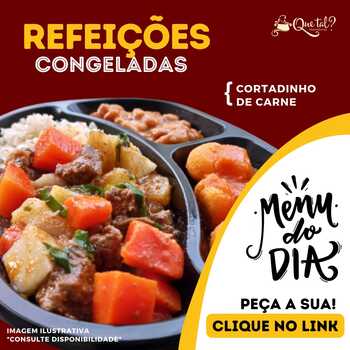 REFEIÇÕES
CONGELADAS
Que tal?
{ CORTADINHO
DE CARNE
MENU
do
DIA
PEÇA A SUA!
CLIQUE NO LINK
IMAGEM ILUSTRATIVA
"CONSULTE DISPONIBILIDADE"